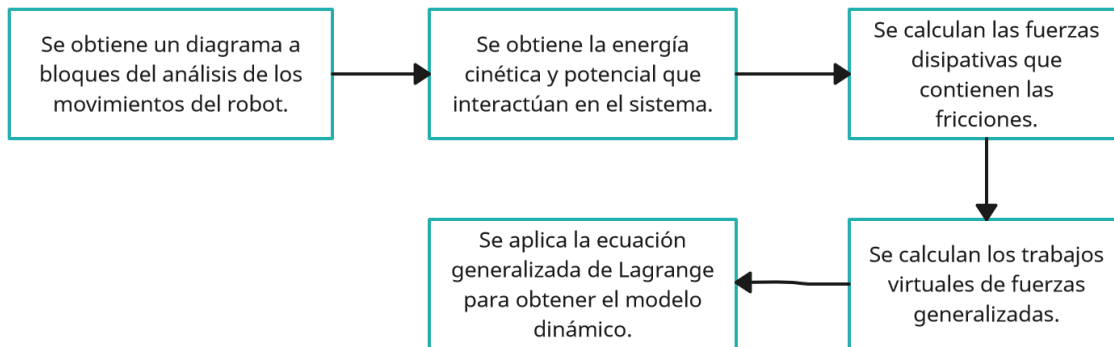 Se obtiene un diagrama a
bloques del análisis de los
movimientos del robot.
Se obtiene la energía
cinética y potencial que
interactúan en el sistema.
Se calculan las fuerzas
disipativas que
contienen las
fricciones.
Se calculan los trabajos
virtuales de fuerzas
generalizadas.
Se aplica la ecuación
generalizada de Lagrange
para obtener el modelo
dinámico.